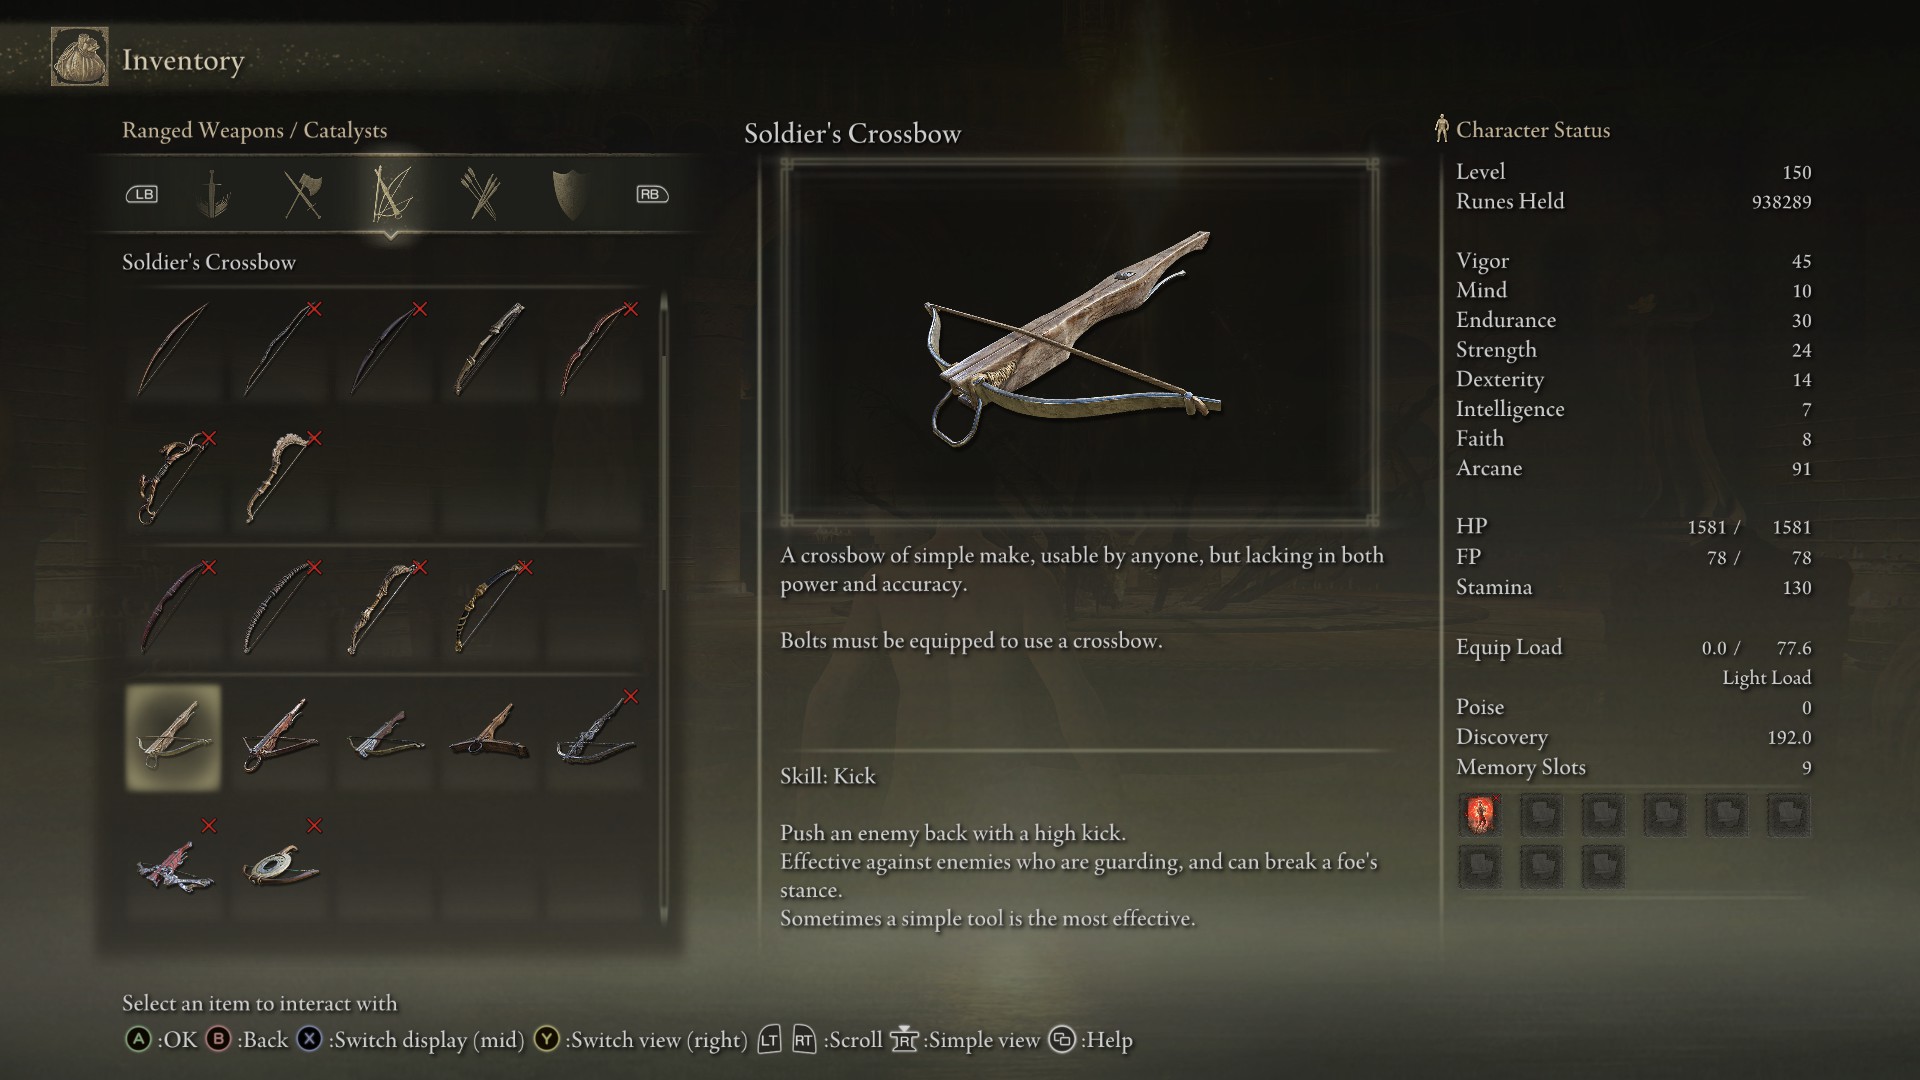 Inventory
Ranged Weapons / Catalysts
LB
RB
Soldier's Crossbow
Soldier's Crossbow
A crossbow of simple make, usable by anyone, but lacking in both
power and accuracy.
Bolts must be equipped to use a crossbow.
Skill: Kick
Push an enemy back with a high kick.
Effective against enemies who are guarding, and can break a foe's
stance.
Sometimes a simple tool is the most effective.
Character Status
Level 150
Runes Held 938289
Vigor 45
Mind 10
Endurance 30
Strength 24
Dexterity 14
Intelligence 7
Faith 8
Arcane 91
HP 1581 / 1581
FP 78 / 78
Stamina 130
Equip Load 0.0 / 77.6
Light Load
Poise 0
Discovery 192.0
Memory Slots 9
Select an item to interact with
A :OK B :Back X :Switch display (mid) Y :Switch view (right) LT RT :Scroll R :Simple view :Help